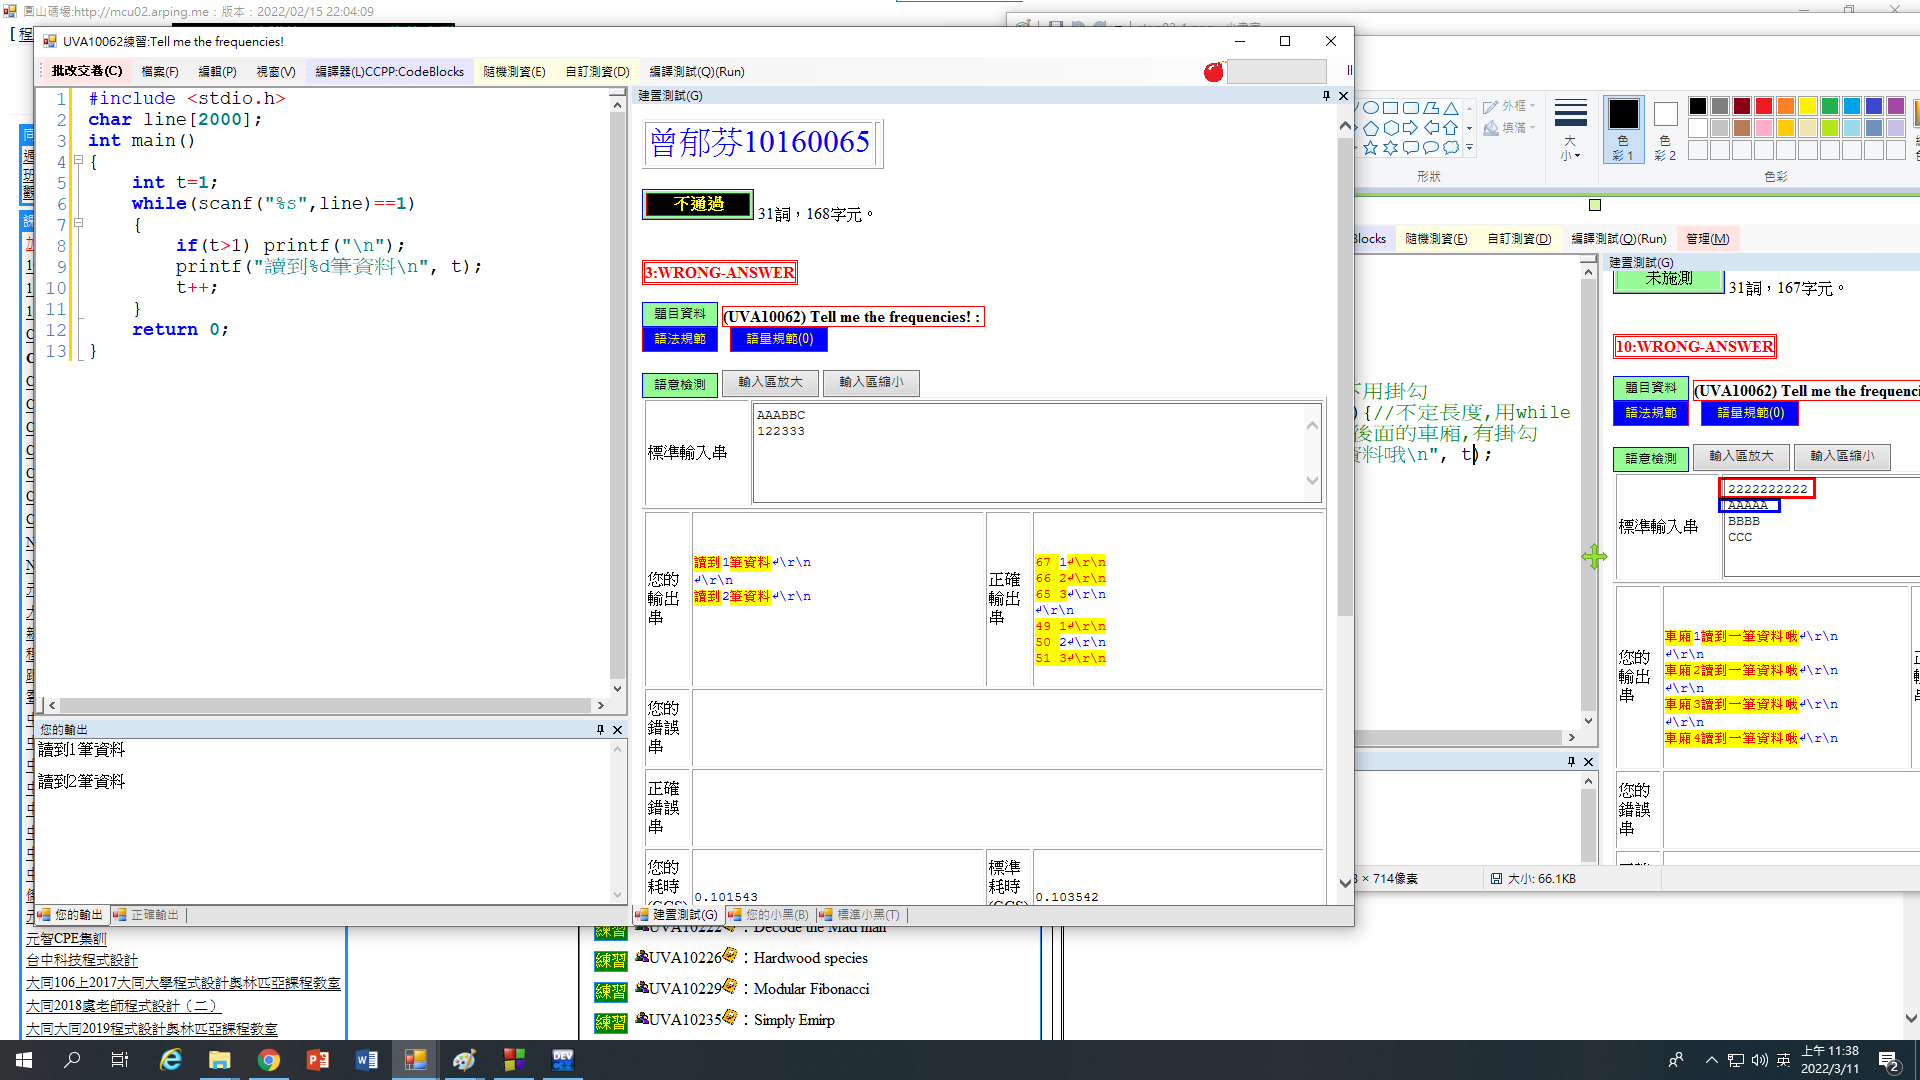 圓山碼場:http://mcu02.arping.me : 版本 : 2022/02/15 22:04:09
UVA10062練習:Tell me the frequencies!
批改交卷(C) 檔案(F) 編輯(P) 視窗(V) 編譯器(L)CCPP:CodeBlocks 隨機測資(E) 自訂測資(D) 編譯測試(Q)(Run)
1 #include <stdio.h>
2 char line[2000];
3 int main()
4 {
5 int t=1;
6 while(scanf("%s",line)==1)
7 {
8 if(t>1) printf("\n");
9 printf("讀到%d筆資料\n", t);
10 t++;
11 }
12 return 0;
13 }
您的輸出
讀到1筆資料
讀到2筆資料
您的輸出 正確輸出
建置測試(G)
曾郁芬10160065
不通過 31詞，168字元。
3:WRONG-ANSWER
題目資料 (UVA10062) Tell me the frequencies! :
語法規範 語量規範(0)
語意檢測 輸入區放大 輸入區縮小
標準輸入串
AAABBC
122333
您的輸出串
讀到1筆資料↲\r\n
↲\r\n
讀到2筆資料↲\r\n
正確輸出串
67 1↲\r\n
66 2↲\r\n
65 3↲\r\n
↲\r\n
49 1↲\r\n
50 2↲\r\n
51 3↲\r\n
您的錯誤串
正確錯誤串
您的耗時
0.101543
標準耗時
0.103542
建置測試(G) 您的小黑(B) 標準小黑(T)
外框
填滿
形狀
大小
色彩 1
色彩 2
色彩
Blocks 隨機測資(E) 自訂測資(D) 編譯測試(Q)(Run) 管理(M)
用掛勾
){//不定長度,用while
後面的車廂,有掛勾
資料哦\n", t);
建置測試(G)
未施測 31詞，167字元。
10:WRONG-ANSWER
題目資料 (UVA10062) Tell me the frequenci
語法規範 語量規範(0)
語意檢測 輸入區放大 輸入區縮小
標準輸入串
2222222222
AAAAA
BBBB
CCC
您的輸出串
車廂1讀到一筆資料哦↲\r\n
↲\r\n
車廂2讀到一筆資料哦↲\r\n
↲\r\n
車廂3讀到一筆資料哦↲\r\n
↲\r\n
車廂4讀到一筆資料哦↲\r\n
您的錯誤串
× 714像素 大小: 66.1KB
元智CPE集訓
台中科技程式設計
大同106上2017大同大學程式設計奧林匹亞課程教室
大同2018盧老師程式設計（二）
大同大同2019程式設計奧林匹亞課程教室
練習 UVA10222 : Decode the Mad man
練習 UVA10226 : Hardwood species
練習 UVA10229 : Modular Fibonacci
練習 UVA10235 : Simply Emirp
DEV
英
上午 11:38
2022/3/11
2